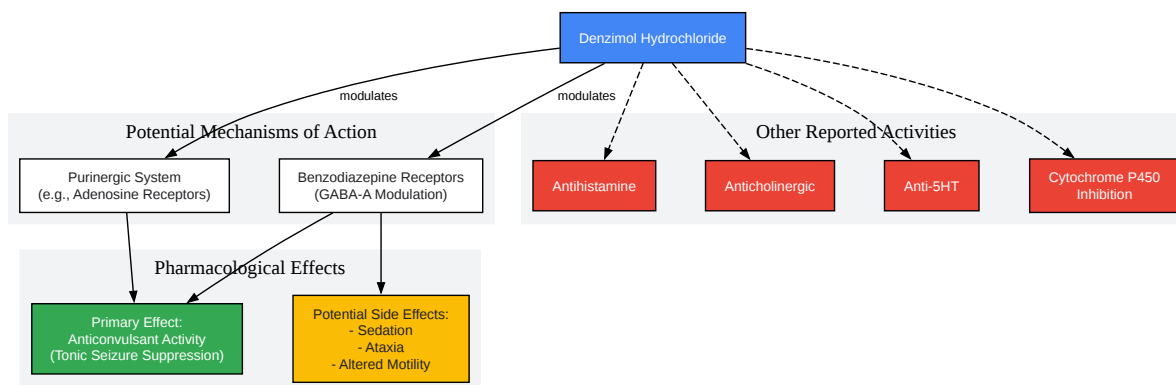 Denzimol Hydrochloride
modulates
modulates
Potential Mechanisms of Action
Purinergic System
(e.g., Adenosine Receptors)
Benzodiazepine Receptors
(GABA-A Modulation)
Other Reported Activities
Antihistamine
Anticholinergic
Anti-5HT
Cytochrome P450
Inhibition
Pharmacological Effects
Primary Effect:
Anticonvulsant Activity
(Tonic Seizure Suppression)
Potential Side Effects:
- Sedation
- Ataxia
- Altered Motility